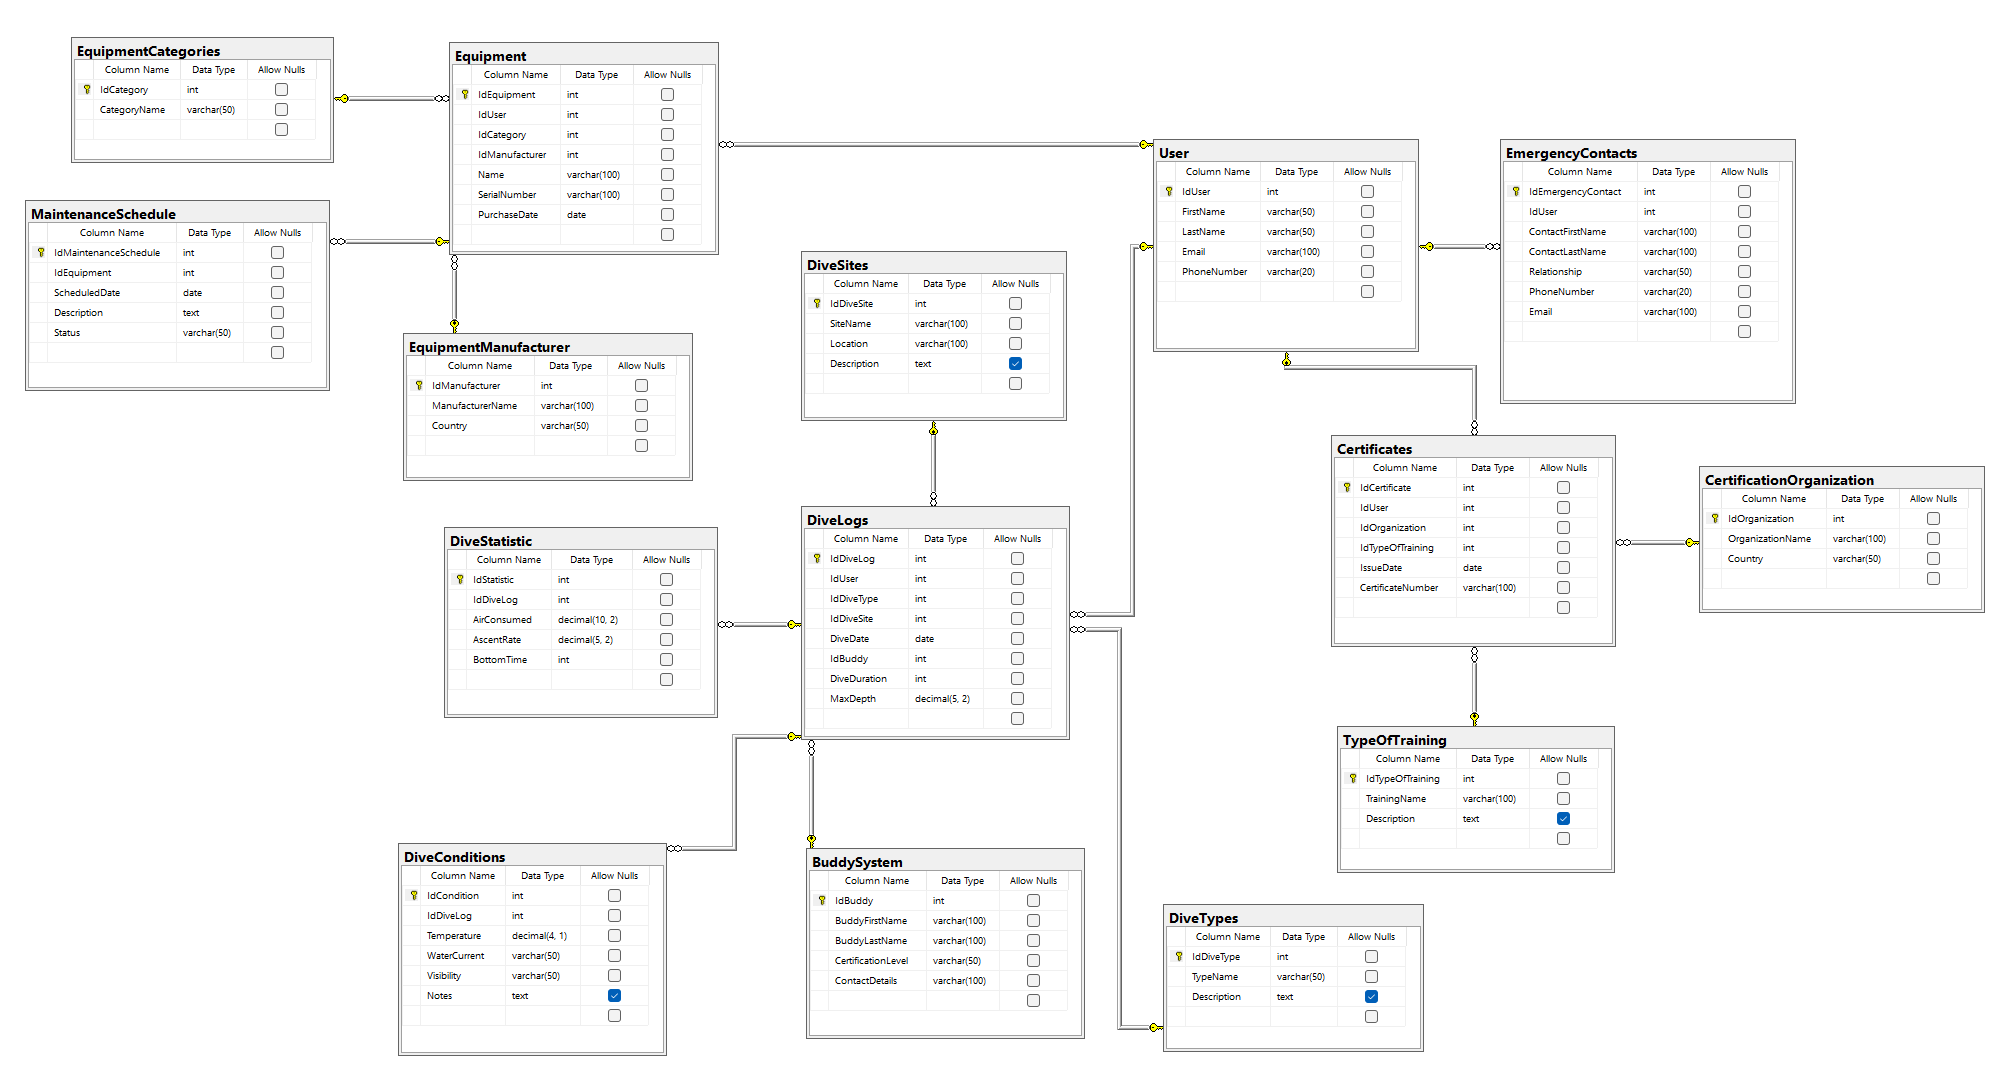 EquipmentCategories
Column Name Data Type Allow Nulls
IdCategory int
CategoryName varchar(50)
Equipment
Column Name Data Type Allow Nulls
IdEquipment int
IdUser int
IdCategory int
IdManufacturer int
Name varchar(100)
SerialNumber varchar(100)
PurchaseDate date
User
Column Name Data Type Allow Nulls
IdUser int
FirstName varchar(50)
LastName varchar(50)
Email varchar(100)
PhoneNumber varchar(20)
EmergencyContacts
Column Name Data Type Allow Nulls
IdEmergencyContact int
IdUser int
ContactFirstName varchar(100)
ContactLastName varchar(100)
Relationship varchar(50)
PhoneNumber varchar(20)
Email varchar(100)
MaintenanceSchedule
Column Name Data Type Allow Nulls
IdMaintenanceSchedule int
IdEquipment int
ScheduledDate date
Description text
Status varchar(50)
DiveSites
Column Name Data Type Allow Nulls
IdDiveSite int
SiteName varchar(100)
Location varchar(100)
Description text
EquipmentManufacturer
Column Name Data Type Allow Nulls
IdManufacturer int
ManufacturerName varchar(100)
Country varchar(50)
Certificates
Column Name Data Type Allow Nulls
IdCertificate int
IdUser int
IdOrganization int
IdTypeOfTraining int
IssueDate date
CertificateNumber varchar(100)
CertificationOrganization
Column Name Data Type Allow Nulls
IdOrganization int
OrganizationName varchar(100)
Country varchar(50)
DiveStatistic
Column Name Data Type Allow Nulls
IdStatistic int
IdDiveLog int
AirConsumed decimal(10, 2)
AscentRate decimal(5, 2)
BottomTime int
DiveLogs
Column Name Data Type Allow Nulls
IdDiveLog int
IdUser int
IdDiveType int
IdDiveSite int
DiveDate date
IdBuddy int
DiveDuration int
MaxDepth decimal(5, 2)
TypeOfTraining
Column Name Data Type Allow Nulls
IdTypeOfTraining int
TrainingName varchar(100)
Description text
DiveConditions
Column Name Data Type Allow Nulls
IdCondition int
IdDiveLog int
Temperature decimal(4, 1)
WaterCurrent varchar(50)
Visibility varchar(50)
Notes text
BuddySystem
Column Name Data Type Allow Nulls
IdBuddy int
BuddyFirstName varchar(100)
BuddyLastName varchar(100)
CertificationLevel varchar(50)
ContactDetails varchar(100)
DiveTypes
Column Name Data Type Allow Nulls
IdDiveType int
TypeName varchar(50)
Description text